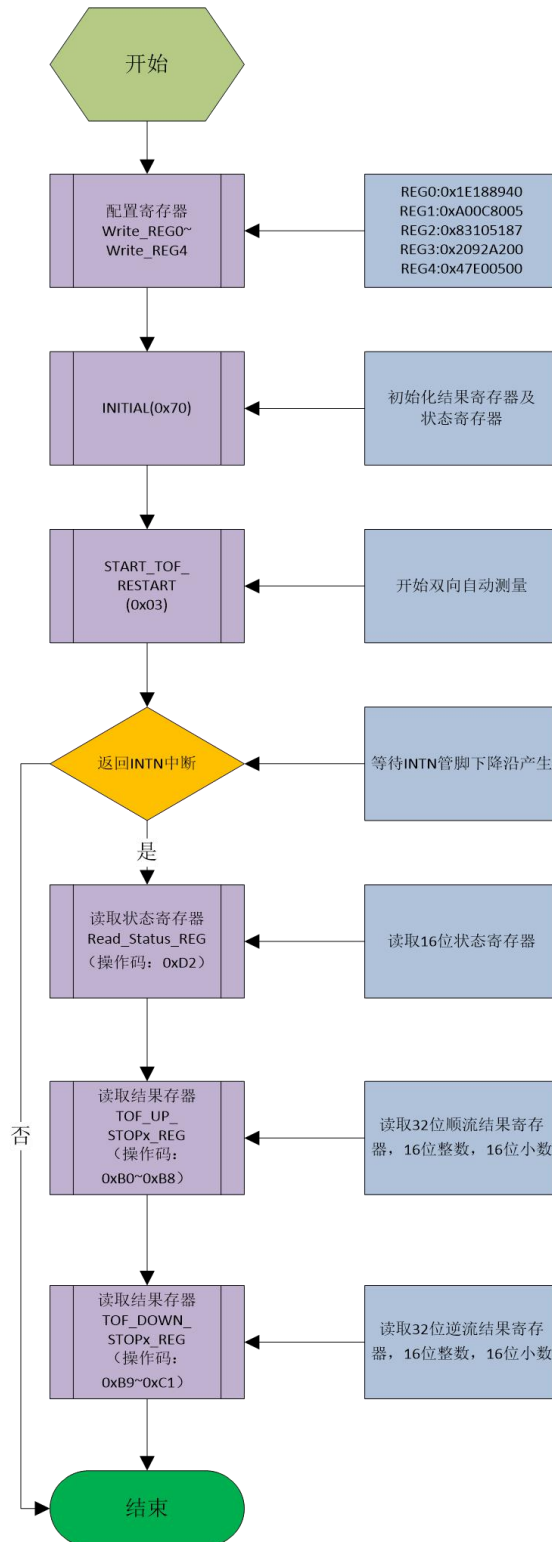 开始
配置寄存器
Write_REG0~
Write_REG4
REG0:0x1E188940
REG1:0xA00C8005
REG2:0x83105187
REG3:0x2092A200
REG4:0x47E00500
INITIAL(0x70)
初始化结果寄存器及
状态寄存器
START_TOF_
RESTART
(0x03)
开始双向自动测量
返回INTN中断
等待INTN管脚下降沿产生
是
读取状态寄存器
Read_Status_REG
（操作码：0xD2）
读取16位状态寄存器
否
读取结果存器
TOF_UP_
STOPx_REG
（操作码：
0xB0~0xB8）
读取32位顺流结果寄存
器，16位整数，16位小数
读取结果存器
TOF_DOWN_
STOPx_REG
（操作码：
0xB9~0xC1）
读取32位逆流结果寄存
器，16位整数，16位小数
结束